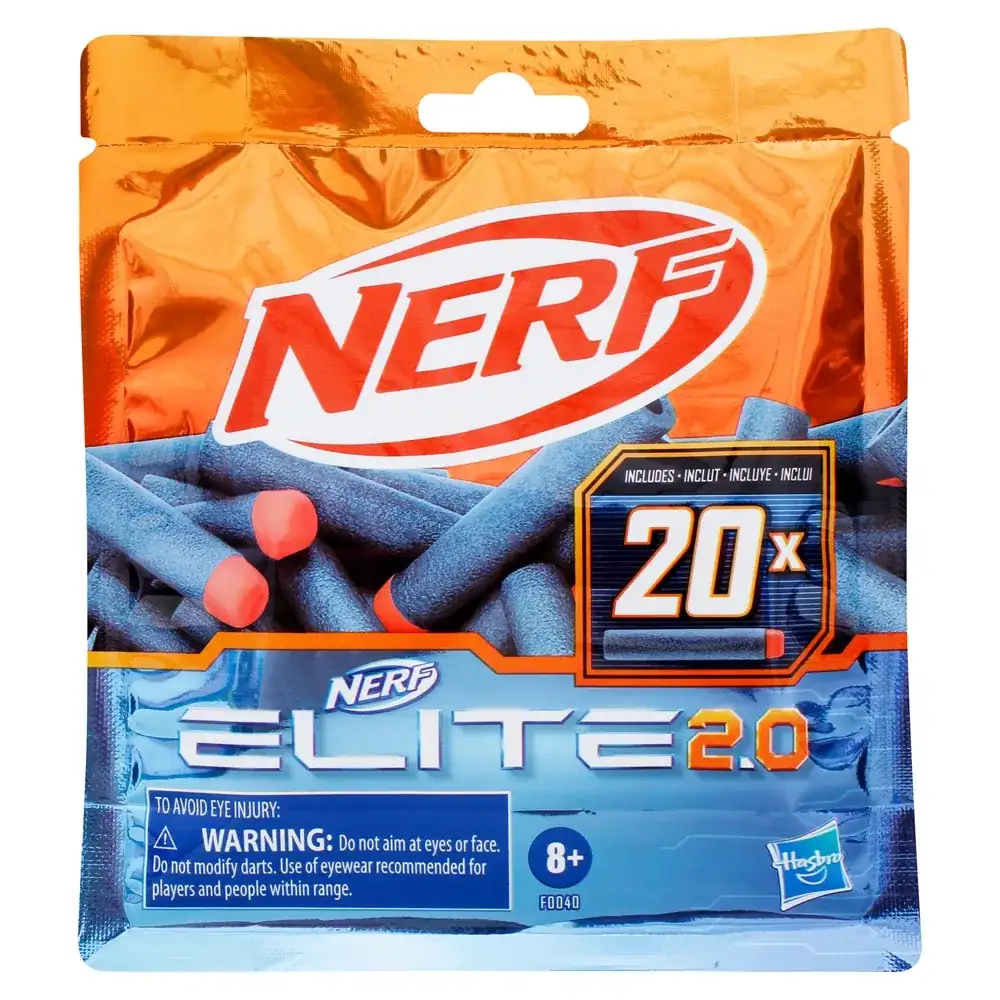 NERF
INCLUDES • INCLUT • INCLUYE • INCLUI
20x
NERF
ELITE 2.0
TO AVOID EYE INJURY:
⚠ WARNING: Do not aim at eyes or face.
Do not modify darts. Use of eyewear recommended for
players and people within range.
8+
F0040
Hasbro